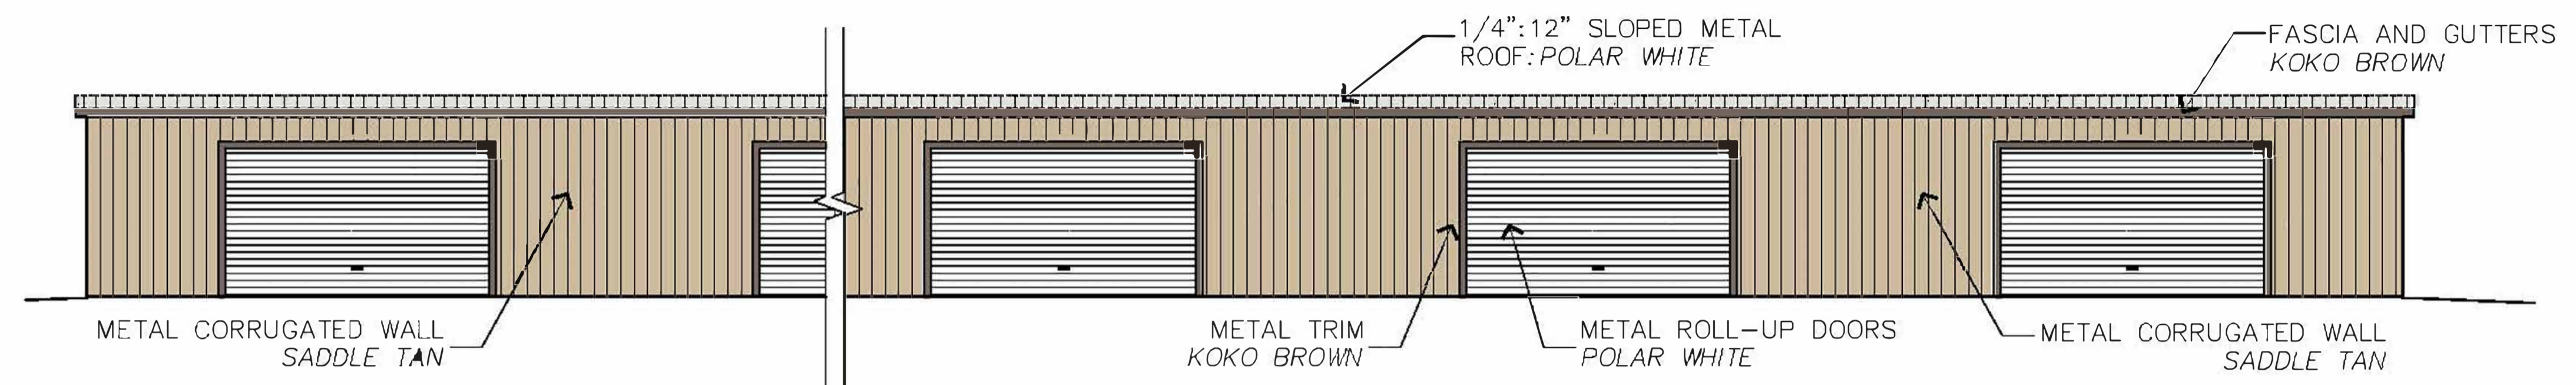 1/4":12" SLOPED METAL
ROOF: POLAR WHITE
FASCIA AND GUTTERS
KOKO BROWN
METAL CORRUGATED WALL
SADDLE TAN
METAL TRIM
KOKO BROWN
METAL ROLL-UP DOORS
POLAR WHITE
METAL CORRUGATED WALL
SADDLE TAN